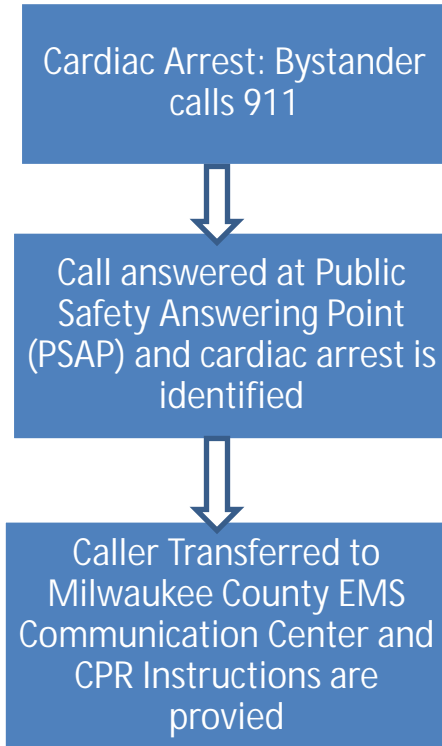 Cardiac Arrest: Bystander
calls 911
Call answered at Public
Safety Answering Point
(PSAP) and cardiac arrest is
identified
Caller Transferred to
Milwaukee County EMS
Communication Center and
CPR Instructions are
provied